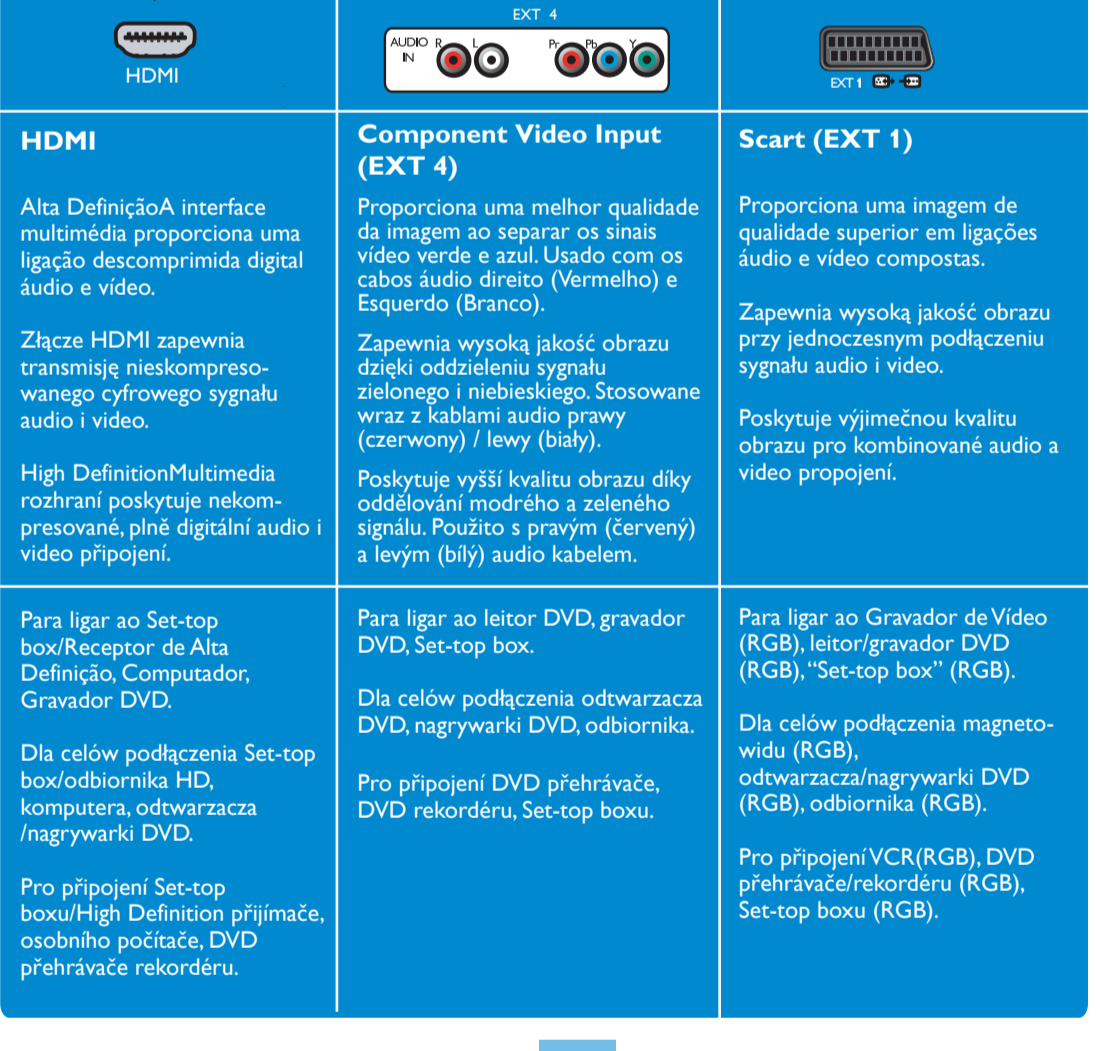 HDMI
EXT 4
AUDIO IN
R
L
Pr
Pb
Y
EXT 1
HDMI
Alta DefiniçãoA interface
multimédia proporciona uma
ligação descomprimida digital
áudio e vídeo.
Złącze HDMI zapewnia
transmisję nieskompreso-
wanego cyfrowego sygnału
audio i video.
High DefinitionMultimedia
rozhraní poskytuje nekom-
presované, plně digitální audio i
video připojení.
Component Video Input
(EXT 4)
Proporciona uma melhor qualidade
da imagem ao separar os sinais
vídeo verde e azul. Usado com os
cabos áudio direito (Vermelho) e
Esquerdo (Branco).
Zapewnia wysoką jakość obrazu
dzięki oddzieleniu sygnału
zielonego i niebieskiego. Stosowane
wraz z kablami audio prawy
(czerwony) / lewy (biały).
Poskytuje vyšší kvalitu obrazu díky
oddělování modrého a zeleného
signálu. Použito s pravým (červený)
a levým (bílý) audio kabelem.
Scart (EXT 1)
Proporciona uma imagem de
qualidade superior em ligações
áudio e vídeo compostas.
Zapewnia wysoką jakość obrazu
przy jednoczesnym podłączeniu
sygnału audio i video.
Poskytuje výjimečnou kvalitu
obrazu pro kombinované audio a
video propojení.
Para ligar ao Set-top
box/Receptor de Alta
Definição, Computador,
Gravador DVD.
Dla celów podłączenia Set-top
box/odbiornika HD,
komputera, odtwarzacza
/nagrywarki DVD.
Pro připojení Set-top
boxu/High Definition přijímače,
osobního počítače, DVD
přehrávače rekordéru.
Para ligar ao leitor DVD, gravador
DVD, Set-top box.
Dla celów podłączenia odtwarzacza
DVD, nagrywarki DVD, odbiornika.
Pro připojení DVD přehrávače,
DVD rekordéru, Set-top boxu.
Para ligar ao Gravador de Vídeo
(RGB), leitor/gravador DVD
(RGB), “Set-top box” (RGB).
Dla celów podłączenia magneto-
widu (RGB),
odtwarzacza/nagrywarki DVD
(RGB), odbiornika (RGB).
Pro připojení VCR(RGB), DVD
přehrávače/rekordéru (RGB),
Set-top boxu (RGB).